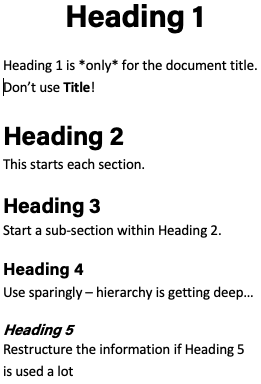 Heading 1
Heading 1 is *only* for the document title.
Don’t use Title!
Heading 2
This starts each section.
Heading 3
Start a sub-section within Heading 2.
Heading 4
Use sparingly – hierarchy is getting deep…
Heading 5
Restructure the information if Heading 5
is used a lot